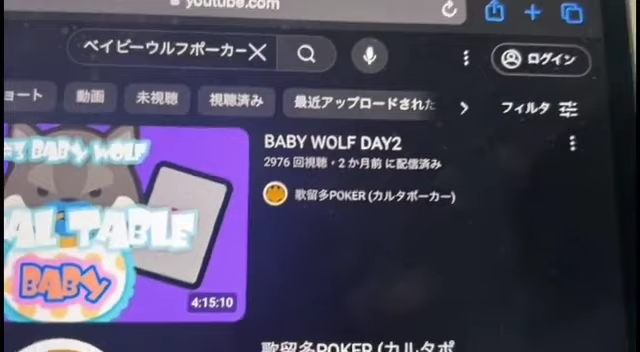 youtube.com
ベイビーウルフポーカー
ログイン
ョート
動画
未視聴
視聴済み
最近アップロードされた
フィルタ
BABY WOLF DAY2
2976 回視聴・2 か月前 に配信済み
歌留多POKER (カルタポーカー)
BABY WOLF
AL TABLE
BABY
4:15:10
歌留多POKER (カルタポ